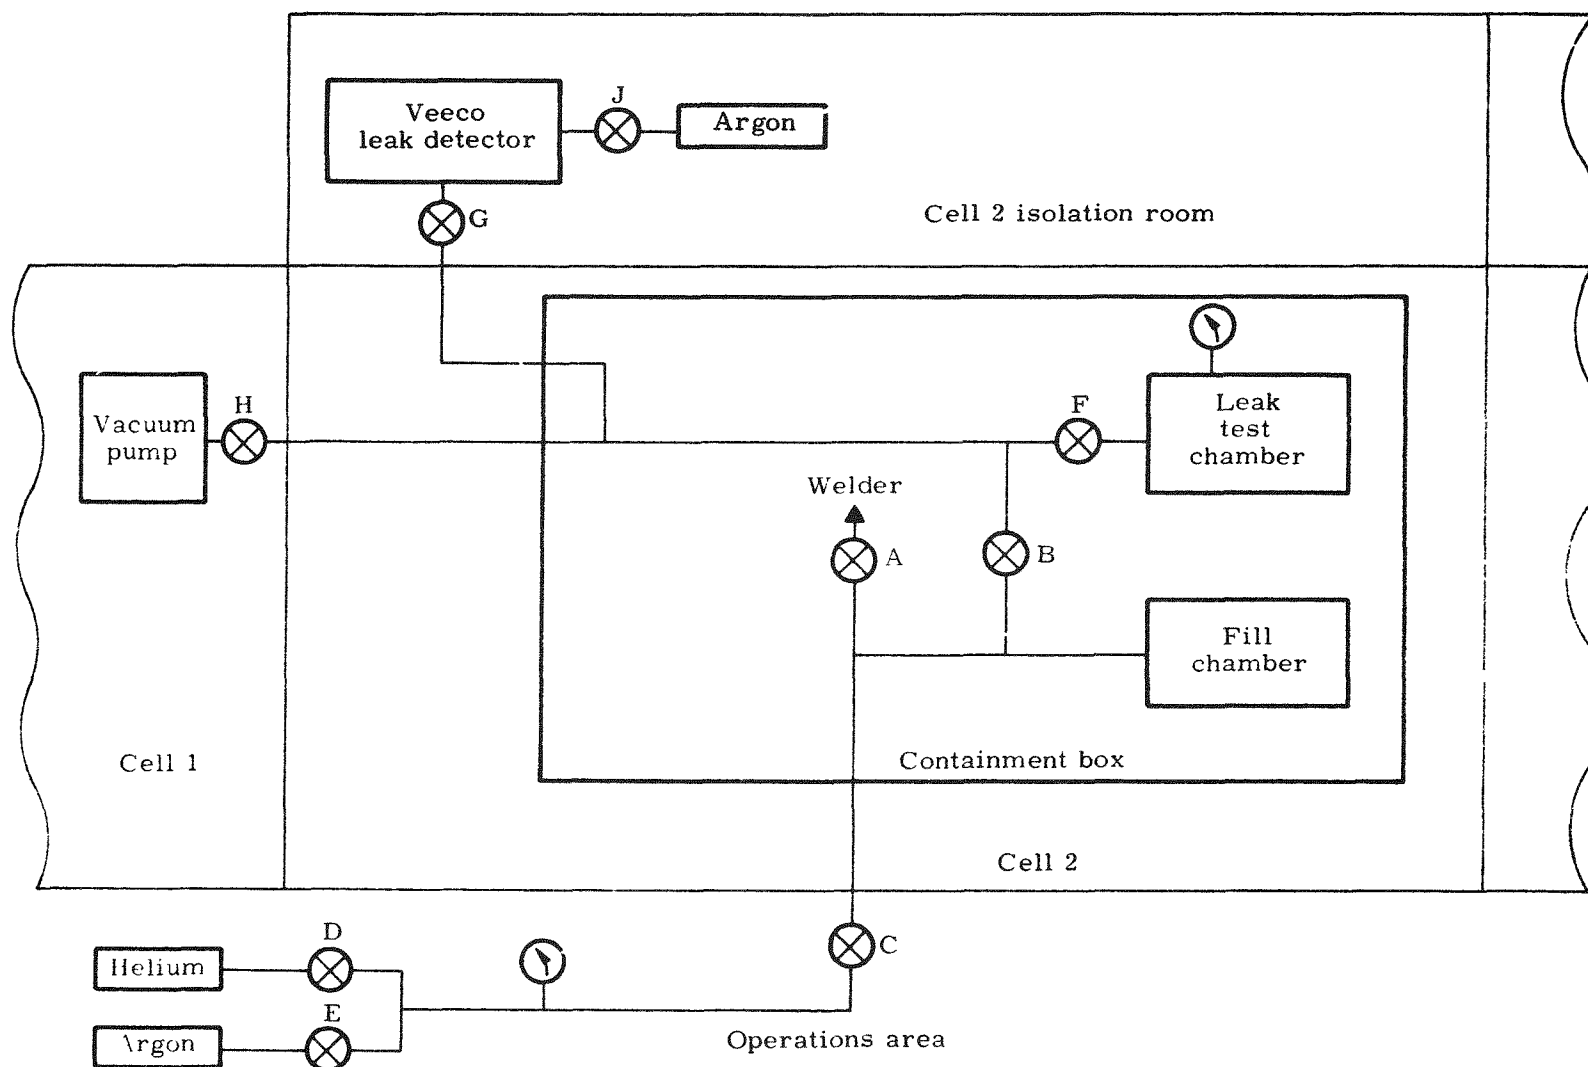 Veeco
leak detector
J
Argon
G
Cell 2 isolation room
Vacuum
pump
H
F
Leak
test
chamber
Welder
A
B
Fill
chamber
Cell 1
Containment box
Cell 2
D
Helium
C
E
Argon
Operations area